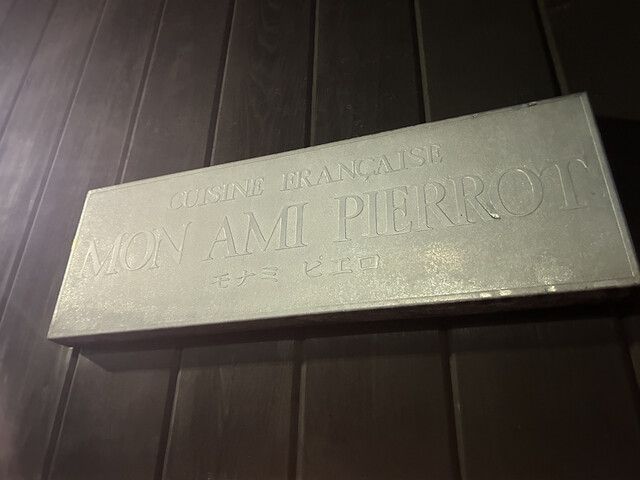 CUISINE FRANÇAISE
MON AMI PIERROT
モナミ ピエロ